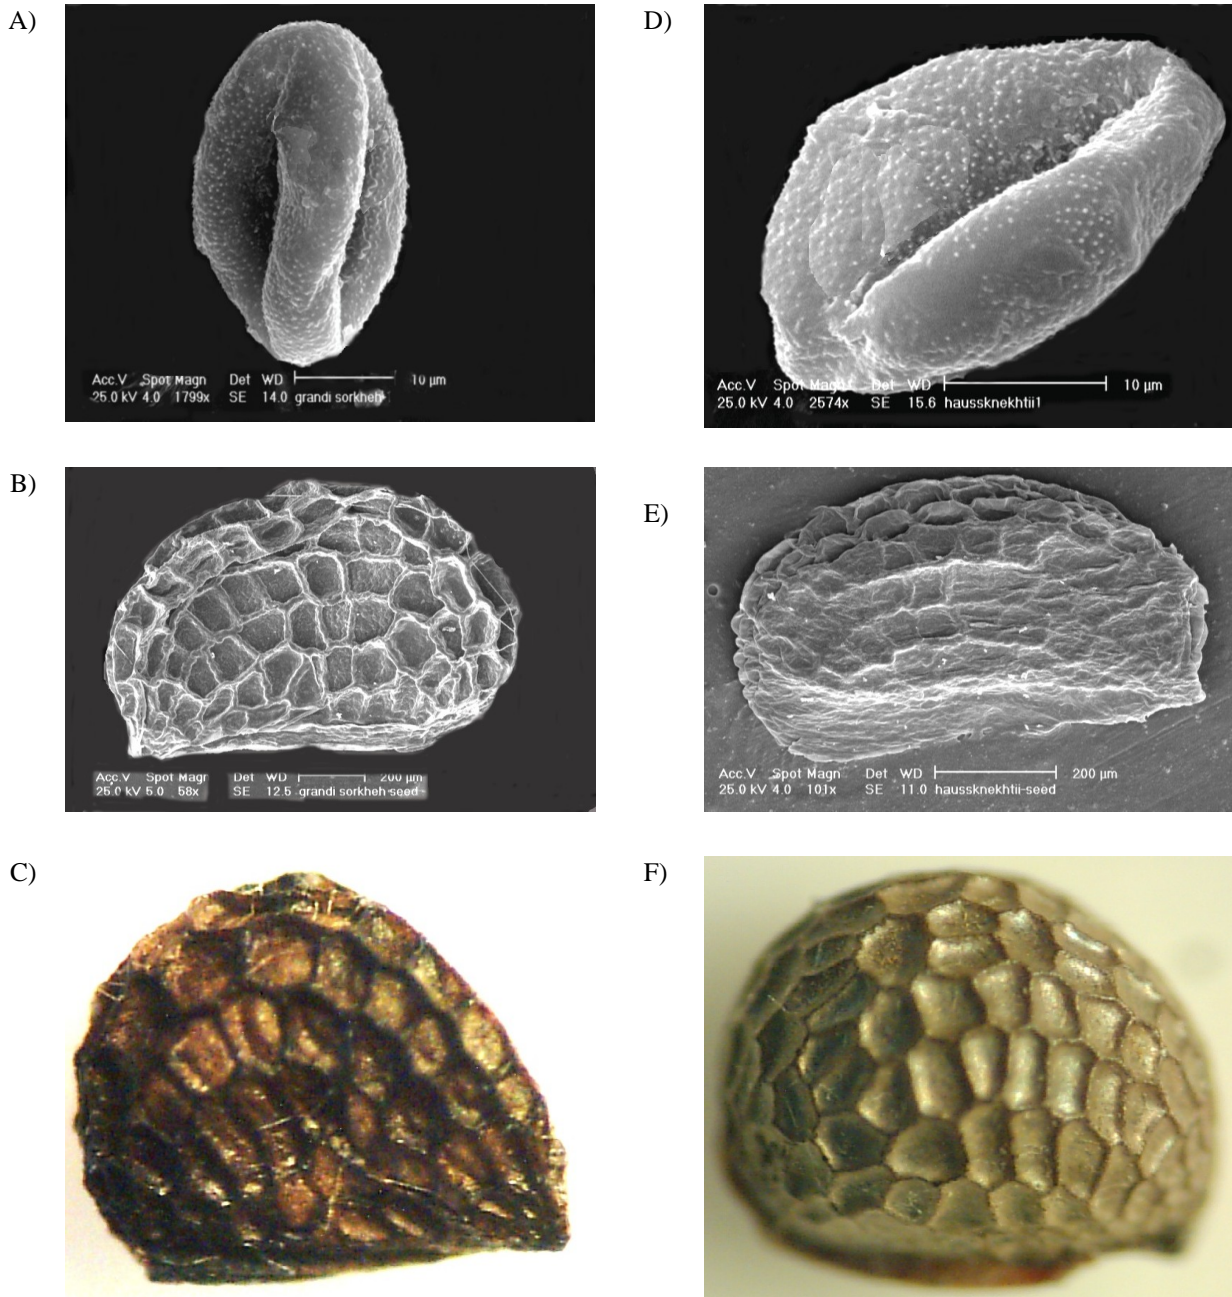 A)
Acc.V Spot Magn Det WD 10 µm
25.0 kV 4.0 1799x SE 14.0 grandi sorkheh
B)
Acc.V Spot Magr Det WD 200 µm
25.0 kV 5.0 58x SE 12.5 grandi sorkheh-seed
C)
D)
Acc.V Spot Magn Det WD 10 µm
25.0 kV 4.0 2574x SE 15.6 haussknekhtii1
E)
Acc.V Spot Magn Det WD 200 µm
25.0 kV 4.0 101x SE 11.0 haussknekhtii-seed
F)